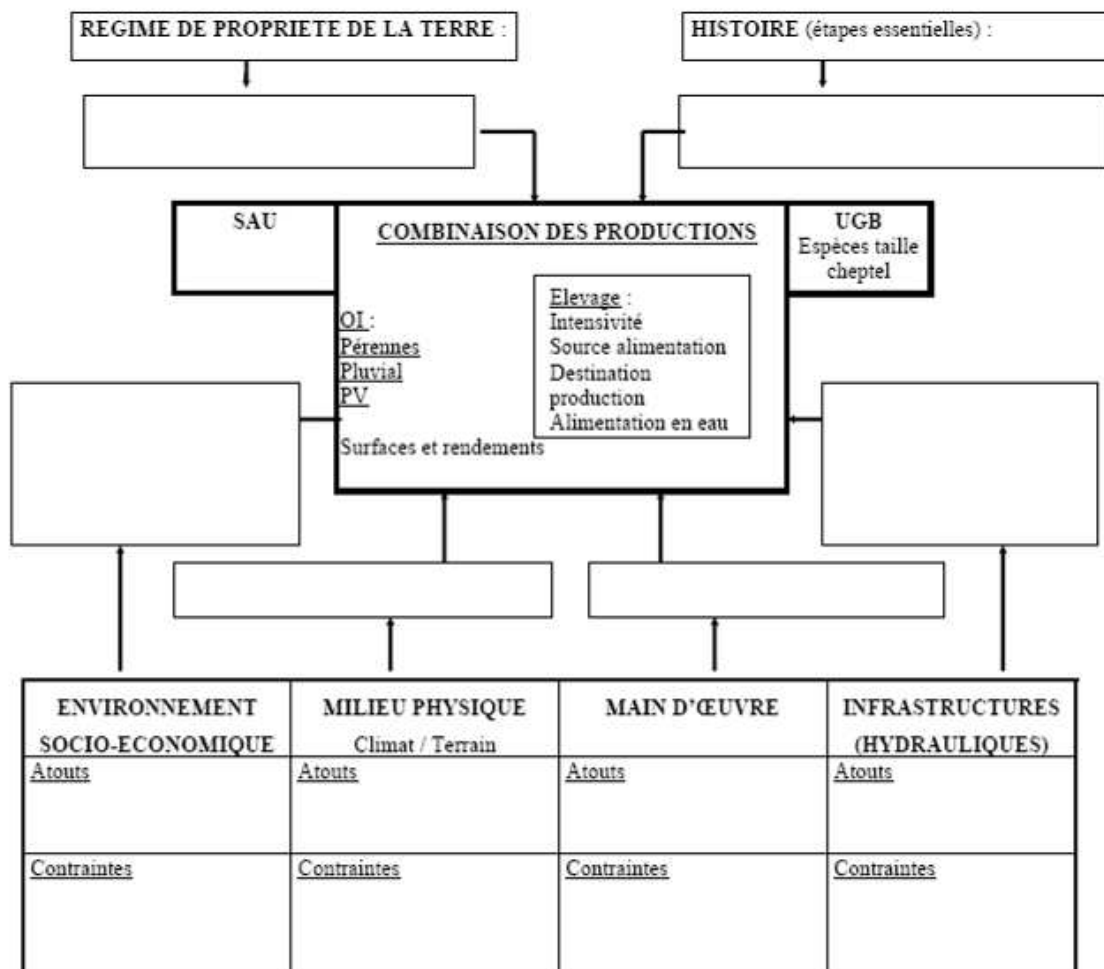 REGIME DE PROPRIETE DE LA TERRE :
HISTOIRE (étapes essentielles) :
SAU
COMBINAISON DES PRODUCTIONS
UGB
Espèces taille
cheptel
OI :
Pérennes
Pluvial
PV
Surfaces et rendements
Elevage :
Intensivité
Source alimentation
Destination
production
Alimentation en eau
ENVIRONNEMENT
SOCIO-ECONOMIQUE
MILIEU PHYSIQUE
Climat / Terrain
MAIN D'ŒUVRE
INFRASTRUCTURES
(HYDRAULIQUES)
Atouts
Atouts
Atouts
Atouts
Contraintes
Contraintes
Contraintes
Contraintes